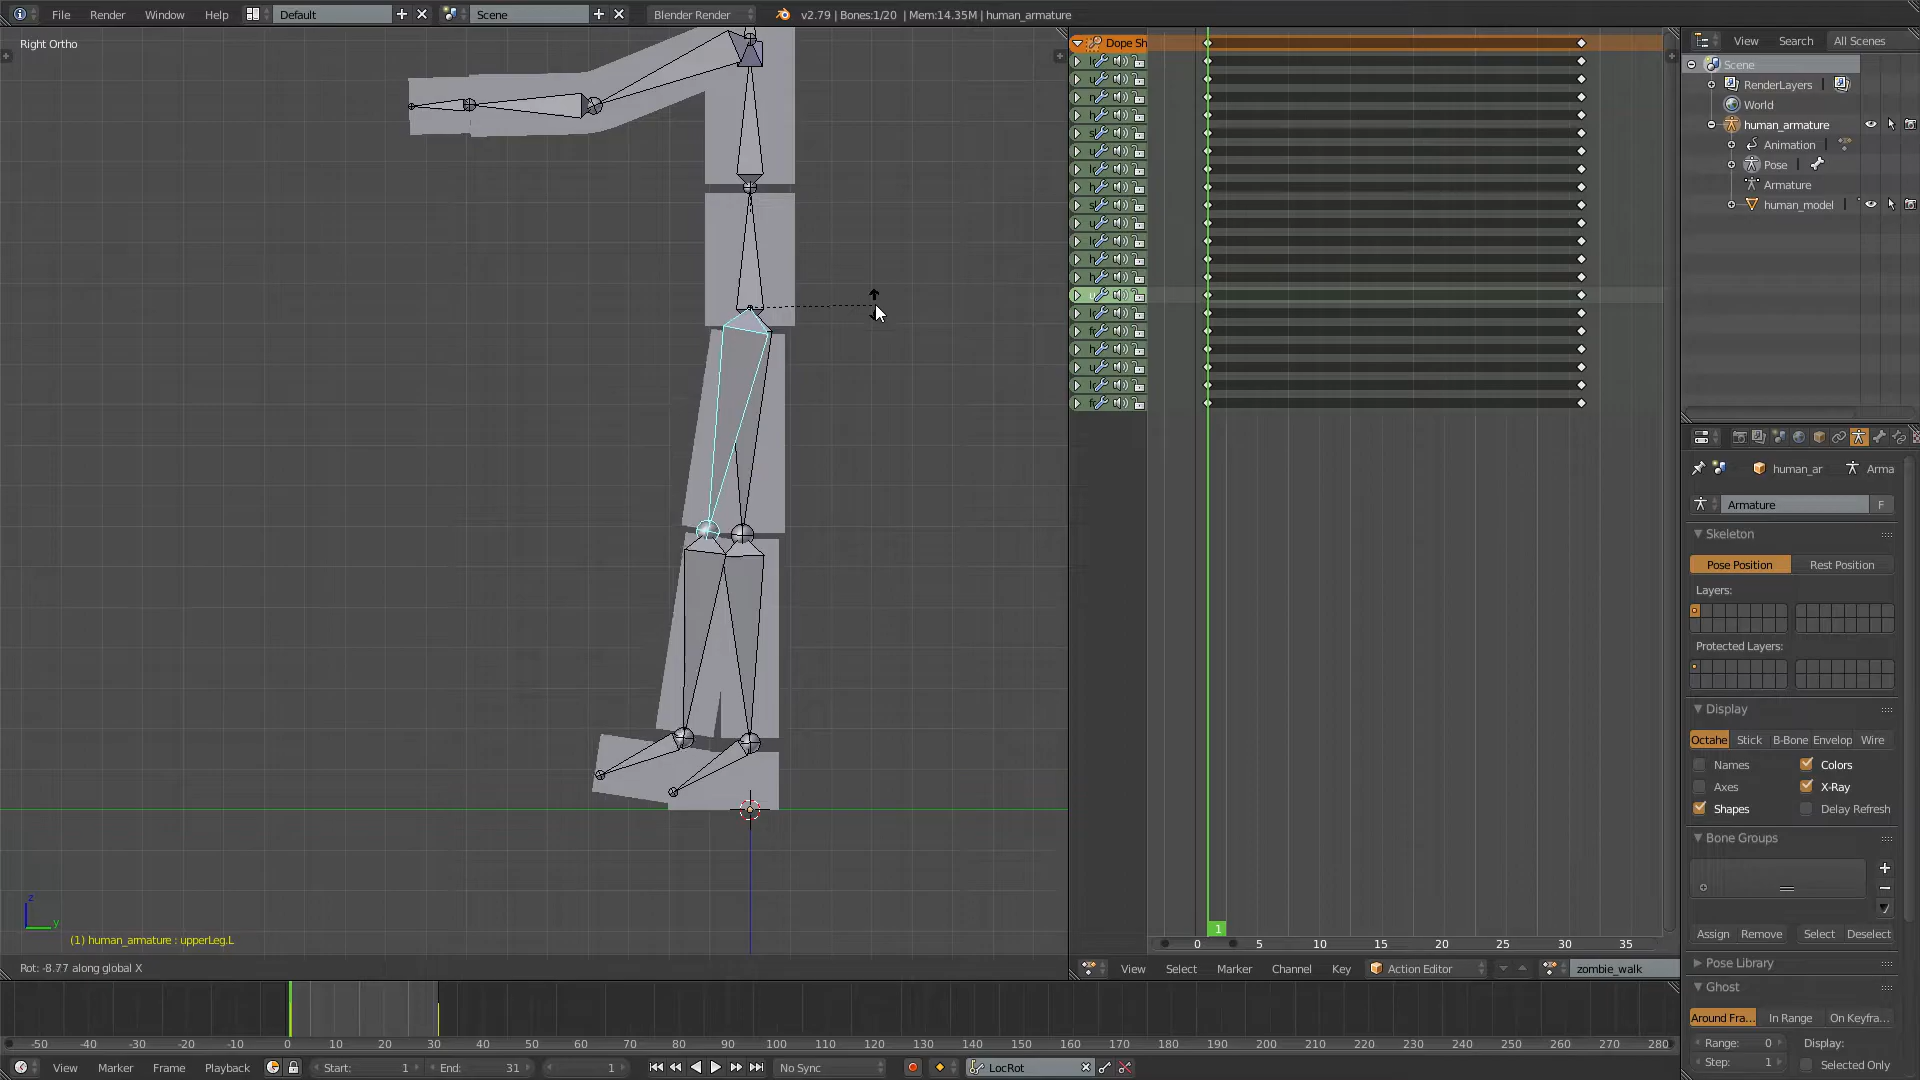 File Render Window Help Default Scene Blender Render v2.79 | Bones:1/20 | Mem:14.35M | human_armature
Right Ortho
Dope Sh
View Search All Scenes
Scene
RenderLayers
World
human_armature
Animation
Pose
Armature
human_model
human_ar Arma
Armature F
Skeleton
Pose Position Rest Position
Layers:
Protected Layers:
Display
Octahe Stick B-Bone Envelop Wire
Names Colors
Axes X-Ray
Shapes Delay Refresh
Bone Groups
Assign Remove Select Deselect
Pose Library
Ghost
Around Fra... In Range On Keyfra...
Range: 0 Display:
Step: 1 Selected Only
z
y
(1) human_armature : upperLeg.L
Rot: -8.77 along global X
1
0 5 10 15 20 25 30 35
View Select Marker Channel Key Action Editor zombie_walk
-50 -40 -30 -20 -10 0 10 20 30 40 50 60 70 80 90 100 110 120 130 140 150 160 170 180 190 200 210 220 230 240 250 260 270 280
View Marker Frame Playback Start: 1 End: 31 1 No Sync LocRot